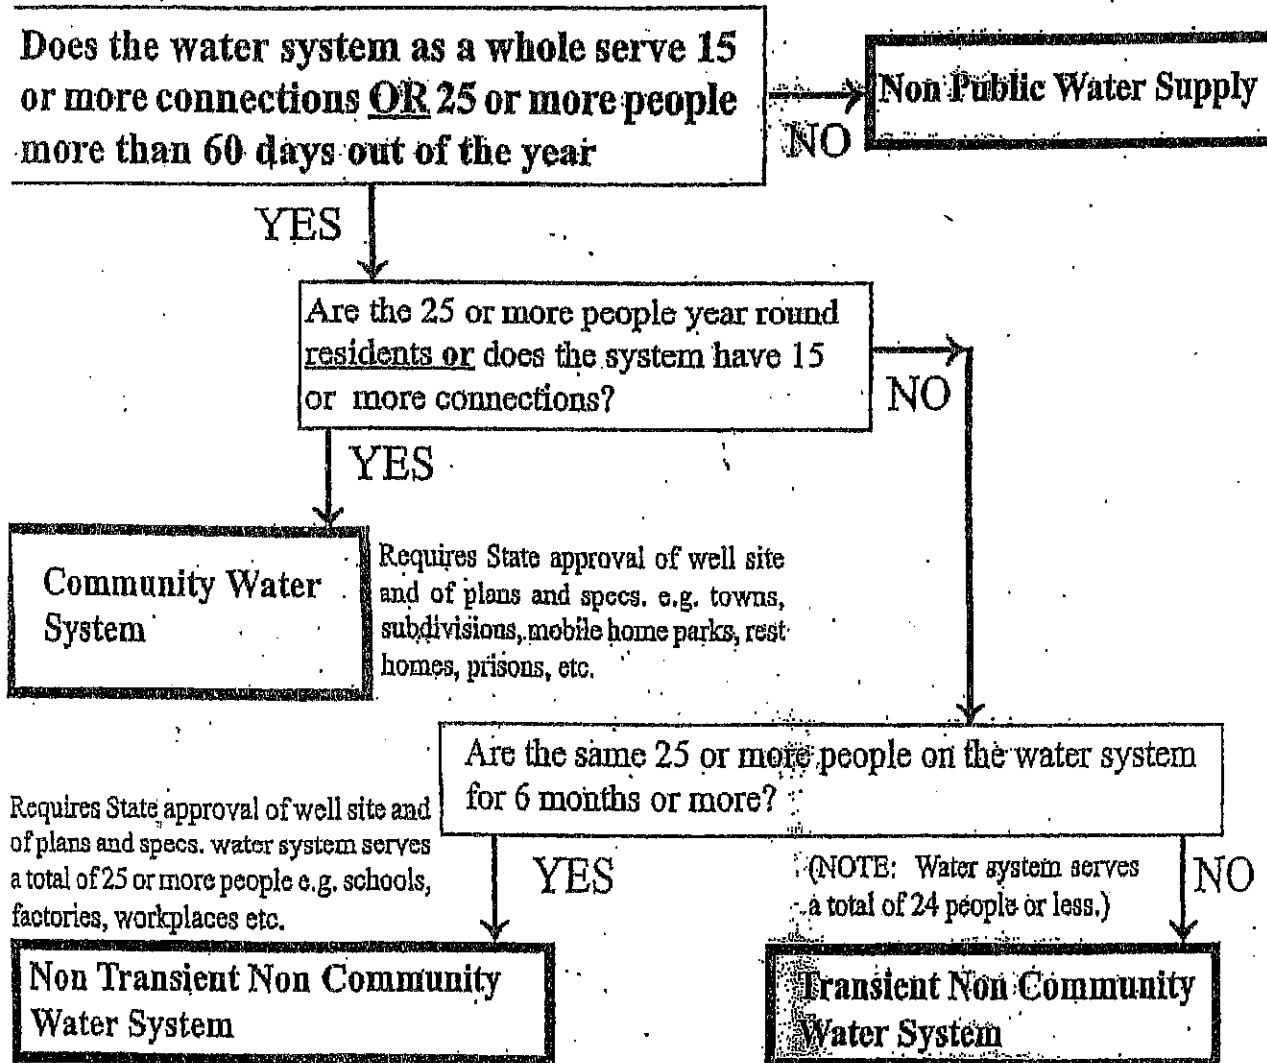 Does the water system as a whole serve 15
or more connections OR 25 or more people
more than 60 days out of the year
NO
Non Public Water Supply
YES
Are the 25 or more people year round
residents or does the system have 15
or more connections?
NO
YES
Community Water
System
Requires State approval of well site
and of plans and specs. e.g. towns,
subdivisions, mobile home parks, rest
homes, prisons, etc.
Are the same 25 or more people on the water system
for 6 months or more?
Requires State approval of well site and
of plans and specs. water system serves
a total of 25 or more people e.g. schools,
factories, workplaces etc.
YES
(NOTE: Water system serves
a total of 24 people or less.)
NO
Non Transient Non Community
Water System
Transient Non Community
Water System